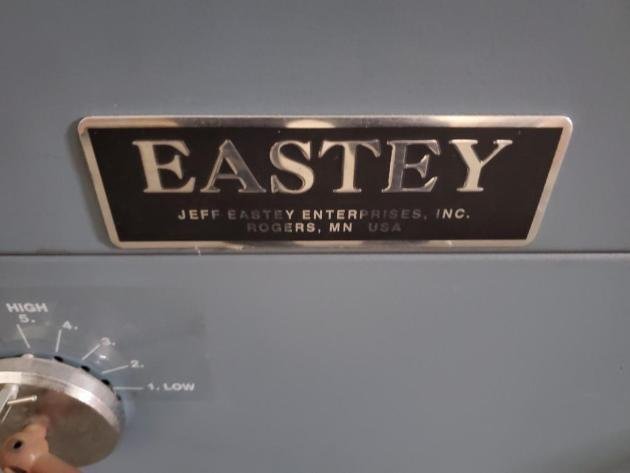 EASTEY
JEFF EASTEY ENTERPRISES, INC.
ROGERS, MN USA
HIGH
5.
4.
3.
2.
1. LOW